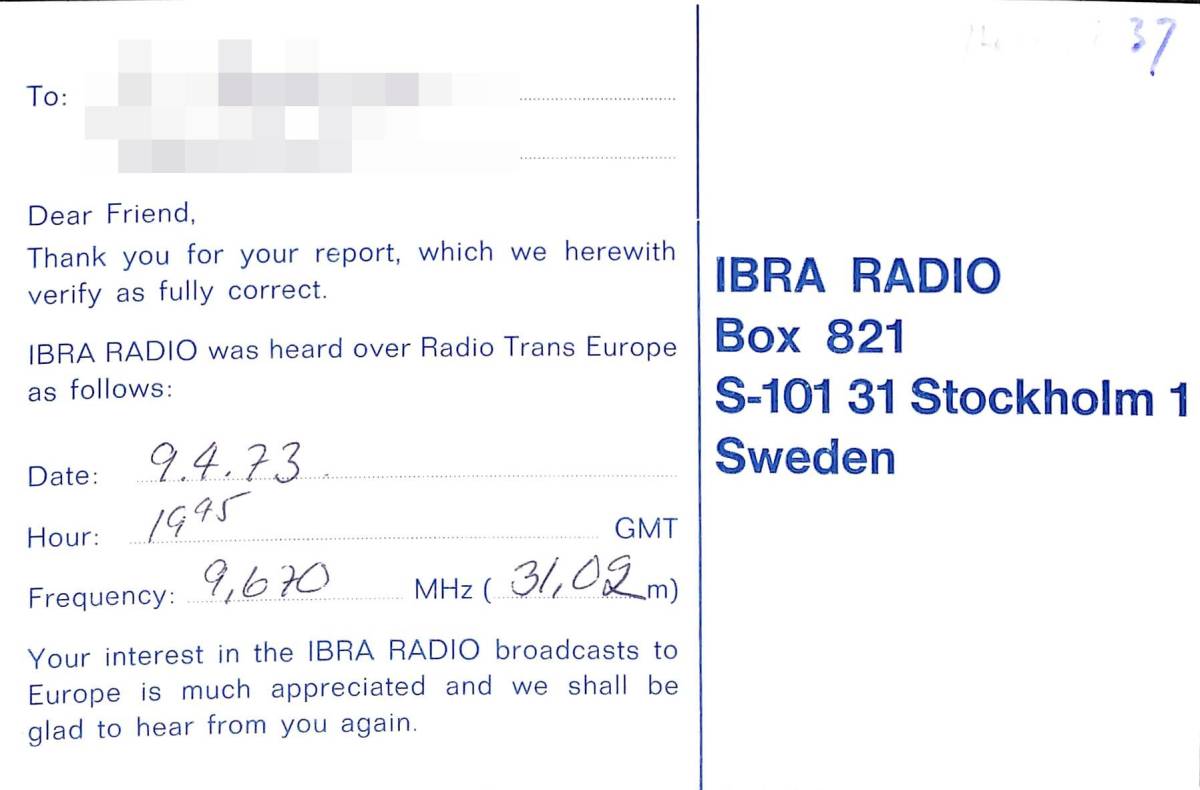 37
To:
Dear Friend,
Thank you for your report, which we herewith
verify as fully correct.
IBRA RADIO was heard over Radio Trans Europe
as follows:
Date: 9.4.73
Hour: 1945 GMT
Frequency: 9,670 MHz ( 31,02 m)
Your interest in the IBRA RADIO broadcasts to
Europe is much appreciated and we shall be
glad to hear from you again.
IBRA RADIO
Box 821
S-101 31 Stockholm 1
Sweden